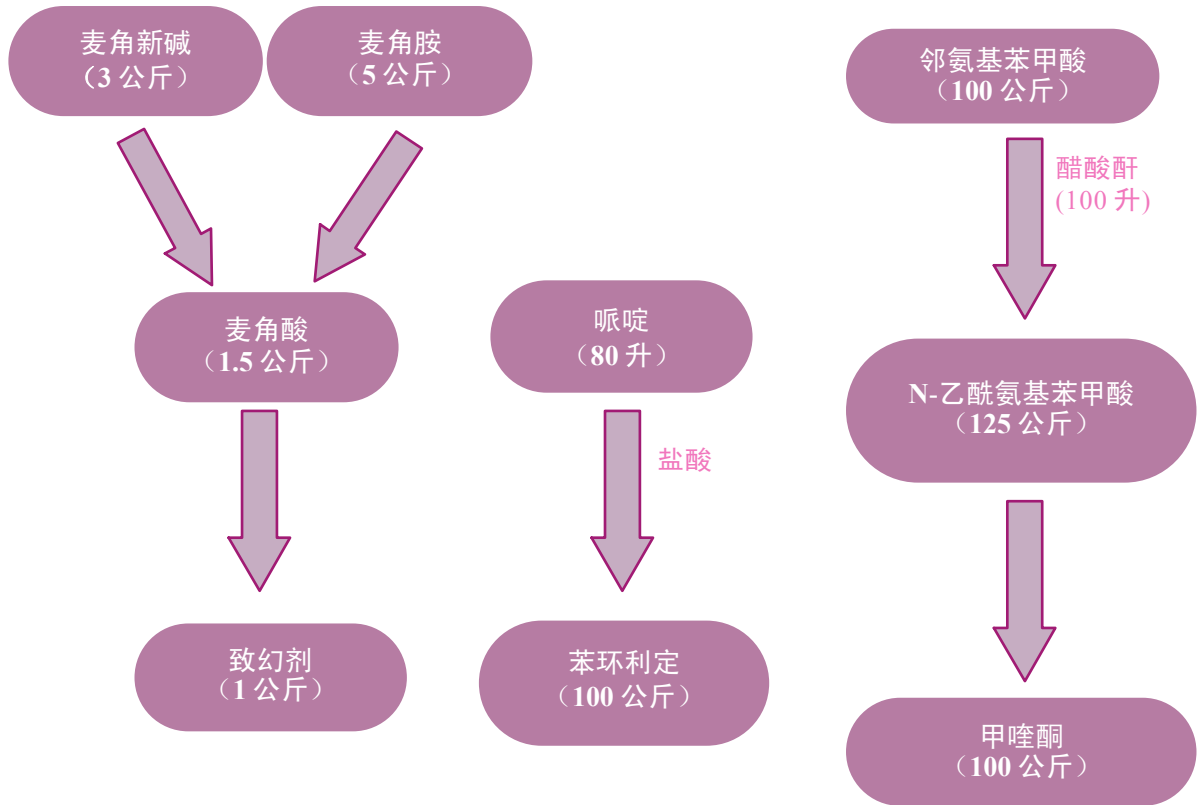 麦角新碱
（3 公斤）
麦角胺
（5 公斤）
邻氨基苯甲酸
（100 公斤）
醋酸酐
(100 升)
麦角酸
（1.5 公斤）
哌啶
（80 升）
N-乙酰氨基苯甲酸
（125 公斤）
盐酸
致幻剂
（1 公斤）
苯环利定
（100 公斤）
甲喹酮
（100 公斤）